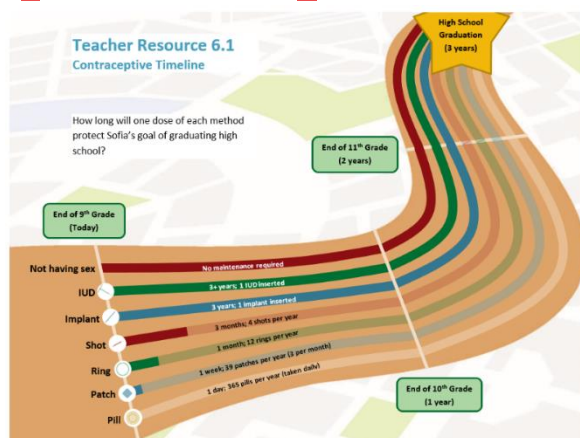 Teacher Resource 6.1
Contraceptive Timeline
How long will one dose of each method
protect Sofia's goal of graduating high
school?
High School
Graduation
(3 years)
End of 11th Grade
(2 years)
End of 9th Grade
(Today)
Not having sex
No maintenance required
IUD
3+ years; 1 IUD inserted
Implant
3 years; 1 implant inserted
Shot
3 months; 4 shots per year
Ring
1 month; 12 rings per year
Patch
1 week; 39 patches per year (3 per month)
Pill
1 day; 365 pills per year (taken daily)
End of 10th Grade
(1 year)